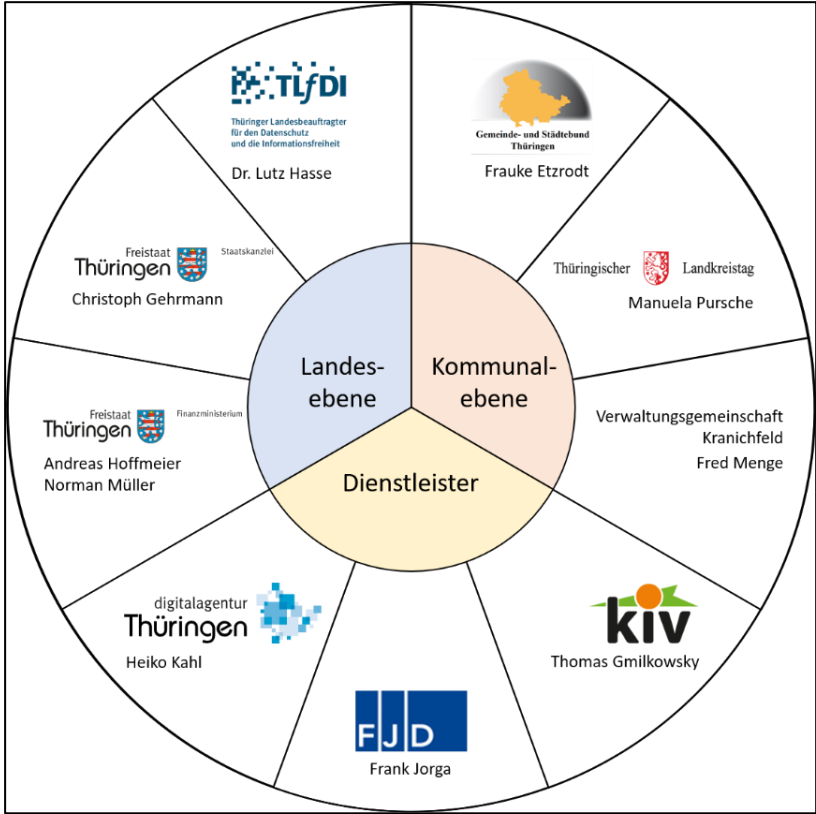 TLfDI
Thüringer Landesbeauftragter
für den Datenschutz
und die Informationsfreiheit
Dr. Lutz Hasse
Gemeinde- und Städtebund
Thüringen
Frauke Etzrodt
Freistaat
Thüringen
Staatskanzlei
Christoph Gehrmann
Thüringischer Landkreistag
Manuela Pursche
Landes-
ebene
Kommunal-
ebene
Dienstleister
Freistaat
Thüringen
Finanzministerium
Andreas Hoffmeier
Norman Müller
Verwaltungsgemeinschaft
Kranichfeld
Fred Menge
digitalagentur
Thüringen
Heiko Kahl
kiv
Thomas Gmilkowsky
FJD
Frank Jorga